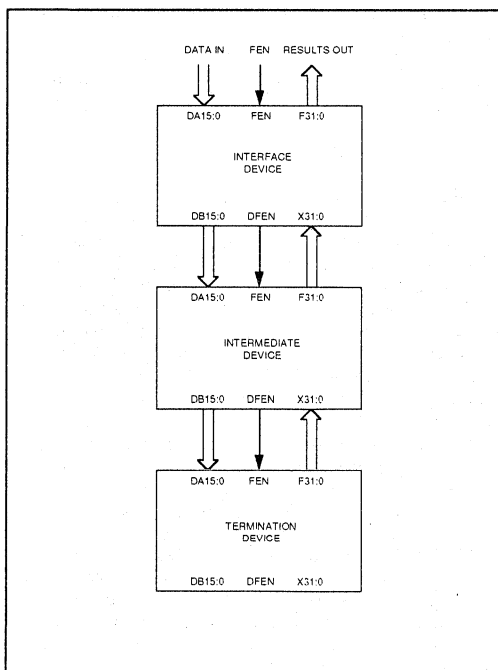 DATA IN FEN RESULTS OUT
DA15:0 FEN F31:0
INTERFACE
DEVICE
DB15:0 DFEN X31:0
DA15:0 FEN F31:0
INTERMEDIATE
DEVICE
DB15:0 DFEN X31:0
DA15:0 FEN F31:0
TERMINATION
DEVICE
DB15:0 DFEN X31:0